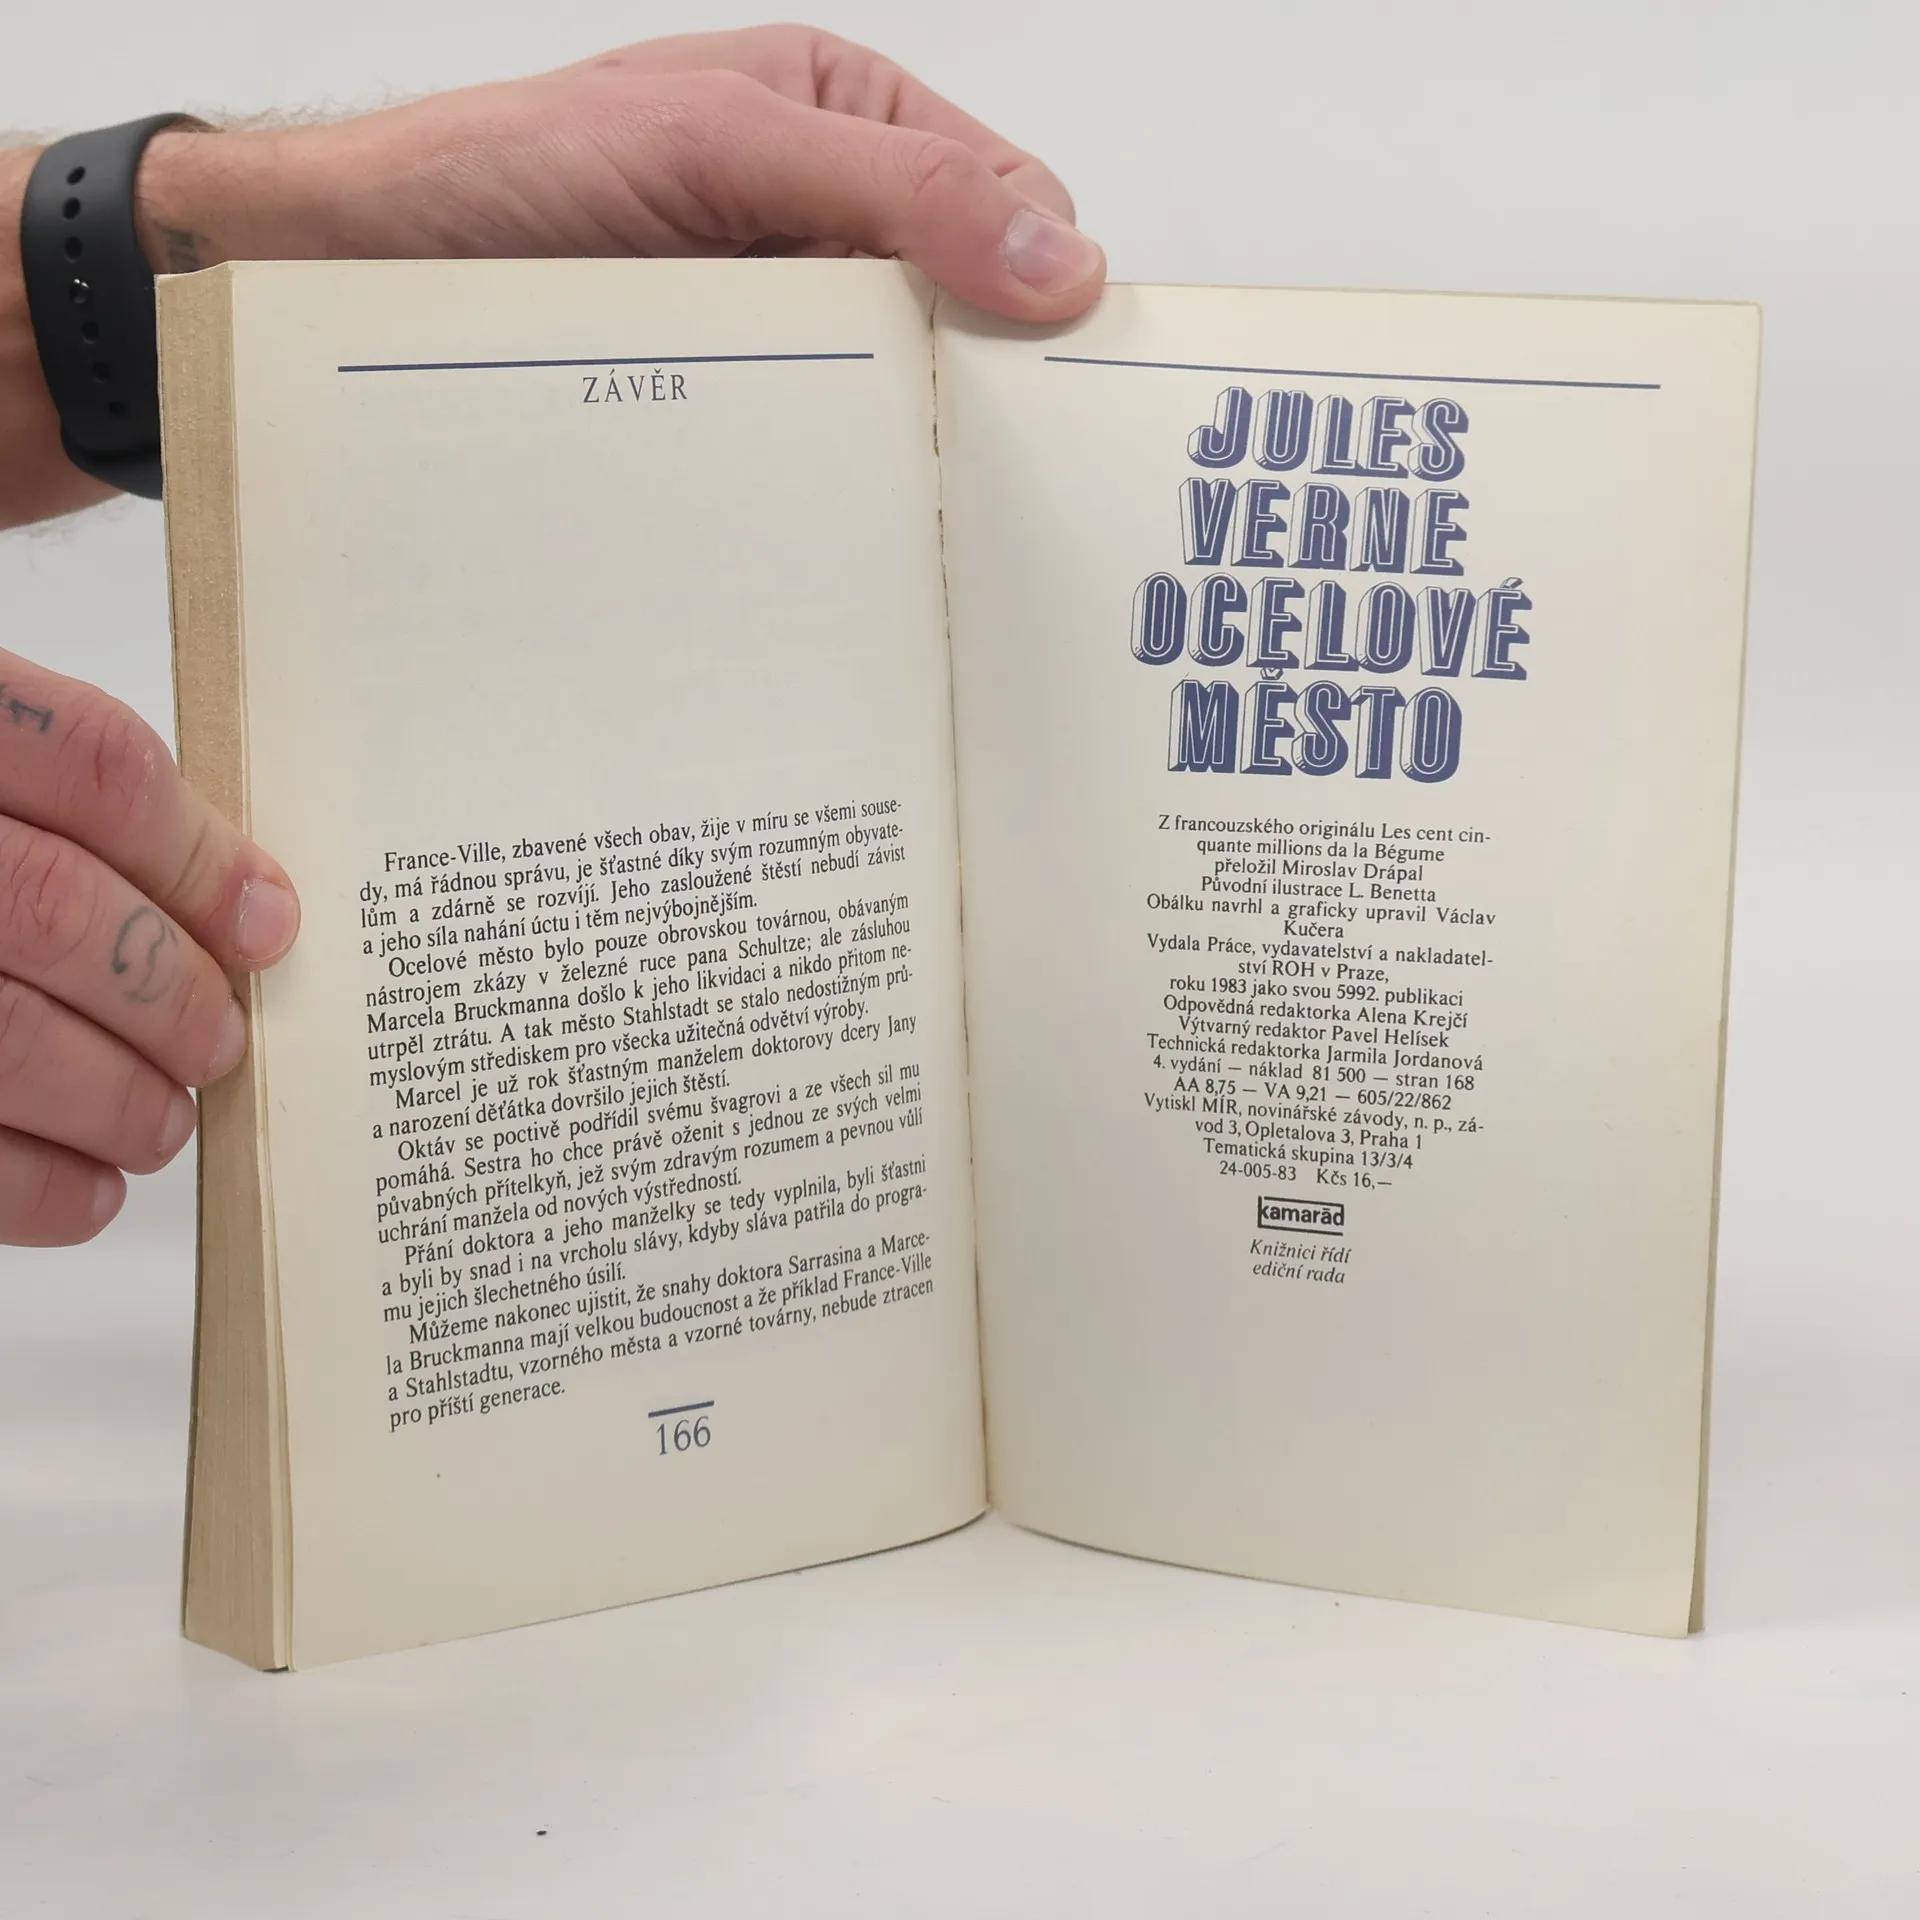 ZÁVĚR
France-Ville, zbavené všech obav, žije v míru se všemi souse-
dy, má řádnou správu, je šťastné díky svým rozumným obyvate-
lům a zdárně se rozvíjí. Jeho zasloužené štěstí nebudí závist
a jeho síla nahání úctu i těm nejvýbojnějším.
Ocelové město bylo pouze obrovskou továrnou, obávaným
nástrojem zkázy v železné ruce pana Schultze; ale zásluhou
Marcela Bruckmanna došlo k jeho likvidaci a nikdo přitom ne-
utrpěl ztrátu. A tak město Stahlstadt se stalo nedostižným prů-
myslovým střediskem pro všecka užitečná odvětví výroby.
Marcel je už rok šťastným manželem doktorovy dcery Jany
a narození děťátka dovršilo jejich štěstí.
Oktáv se poctivě podřídil svému švagrovi a ze všech sil mu
pomáhá. Sestra ho chce právě oženit s jednou ze svých velmi
půvabných přítelkyň, jež svým zdravým rozumem a pevnou vůlí
uchrání manžela od nových výstředností.
Přání doktora a jeho manželky se tedy vyplnila, byli šťastni
a byli by snad i na vrcholu slávy, kdyby sláva patřila do progra-
mu jejich šlechetného úsilí.
Můžeme nakonec ujistit, že snahy doktora Sarrasina a Marce-
la Bruckmanna mají velkou budoucnost a že příklad France-Ville
a Stahlstadtu, vzorného města a vzorné továrny, nebude ztracen
pro příští generace.
166
JULES
VERNE
OCELOVÉ
MĚSTO
Z francouzského originálu Les cent cin-
quante millions da la Bégume
přeložil Miroslav Drápal
Původní ilustrace L. Benetta
Obálku navrhl a graficky upravil Václav
Kučera
Vydala Práce, vydavatelství a nakladatel-
ství ROH v Praze,
roku 1983 jako svou 5992. publikaci
Odpovědná redaktorka Alena Krejčí
Výtvarný redaktor Pavel Helísek
Technická redaktorka Jarmila Jordanová
4. vydání — náklad 81 500 — stran 168
AA 8,75 — VA 9,21 — 605/22/862
Vytiskl MÍR, novinářské závody, n. p., zá-
vod 3, Opletalova 3, Praha 1
Tematická skupina 13/3/4
24-005-83 Kčs 16,—
kamarád
Knižnici řídí
ediční rada